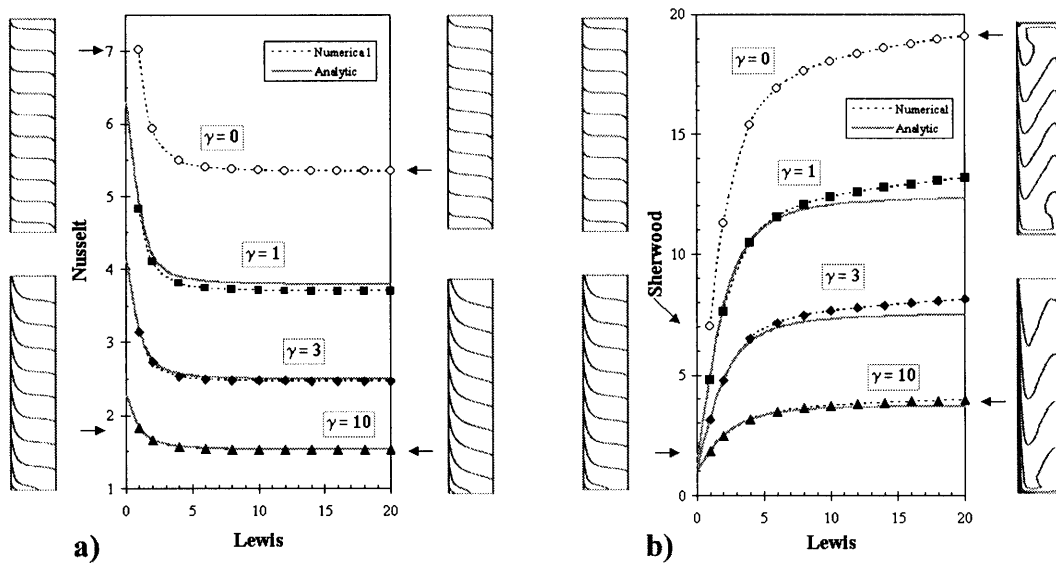 7
6
5
4
3
2
1
Nusselt
Numerical
Analytic
γ = 0
γ = 1
γ = 3
γ = 10
0
5
10
15
20
Lewis
a)
20
15
10
5
0
Sherwood
γ = 0
Numerical
Analytic
γ = 1
γ = 3
γ = 10
0
5
10
15
20
Lewis
b)